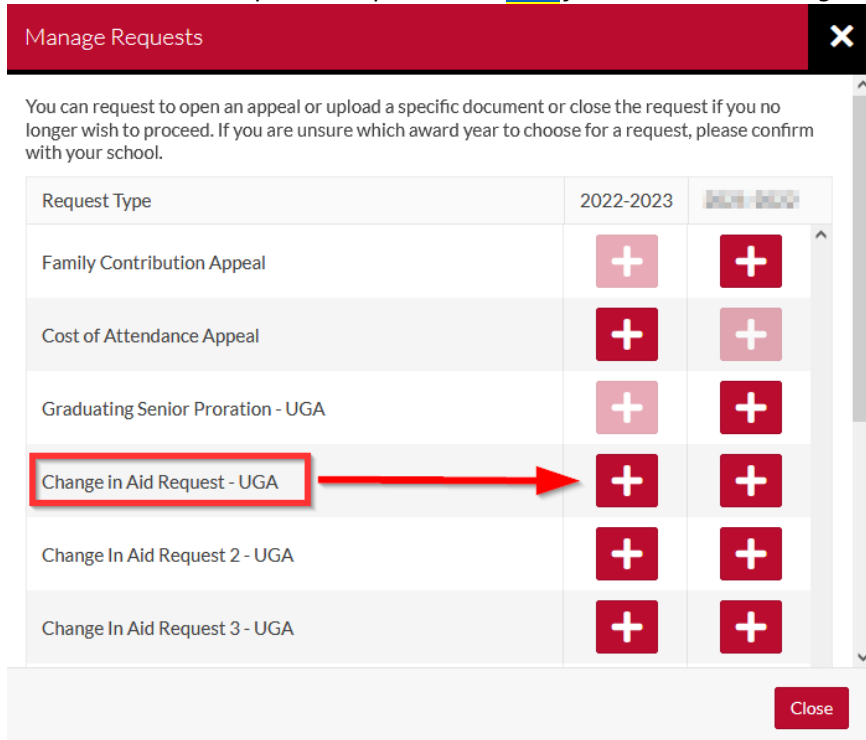 Manage Requests
You can request to open an appeal or upload a specific document or close the request if you no
longer wish to proceed. If you are unsure which award year to choose for a request, please confirm
with your school.
Request Type 2022-2023
Family Contribution Appeal
Cost of Attendance Appeal
Graduating Senior Proration - UGA
Change in Aid Request - UGA
Change In Aid Request 2 - UGA
Change In Aid Request 3 - UGA
Close